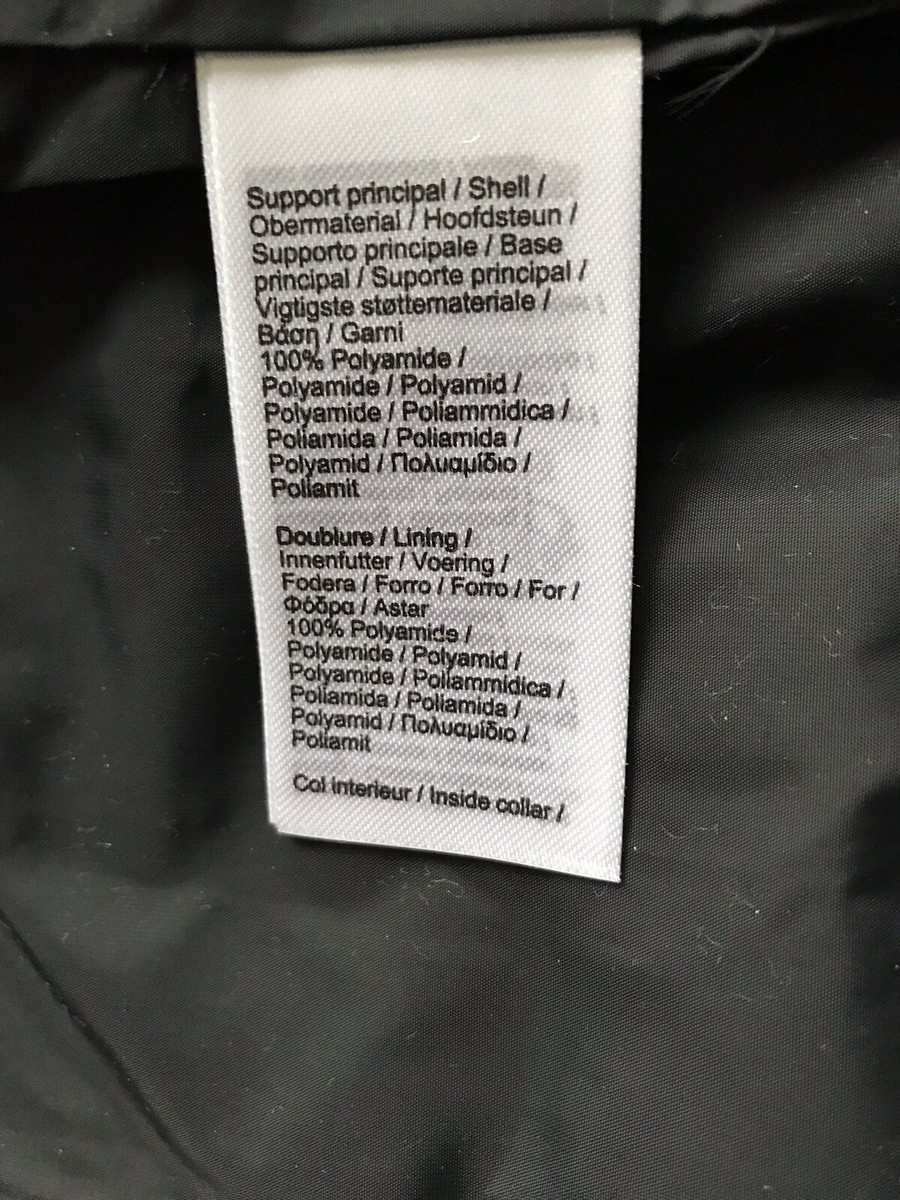 Support principal / Shell /
Obermaterial / Hoofdsteun /
Supporto principale / Base
principal / Suporte principal /
Vigtigste støttemateriale /
Βάση / Garni
100% Polyamide /
Polyamide / Polyamid /
Polyamide / Poliammidica /
Poliamida / Poliamida /
Polyamid / Πολυαμίδιο /
Poliamit
Doublure / Lining /
Innenfutter / Voering /
Fodera / Forro / Forro / For /
Φόδρα / Astar
100% Polyamide /
Polyamide / Polyamid /
Polyamide / Poliammidica /
Poliamida / Poliamida /
Polyamid / Πολυαμίδιο /
Poliamit
Col interieur / Inside collar /